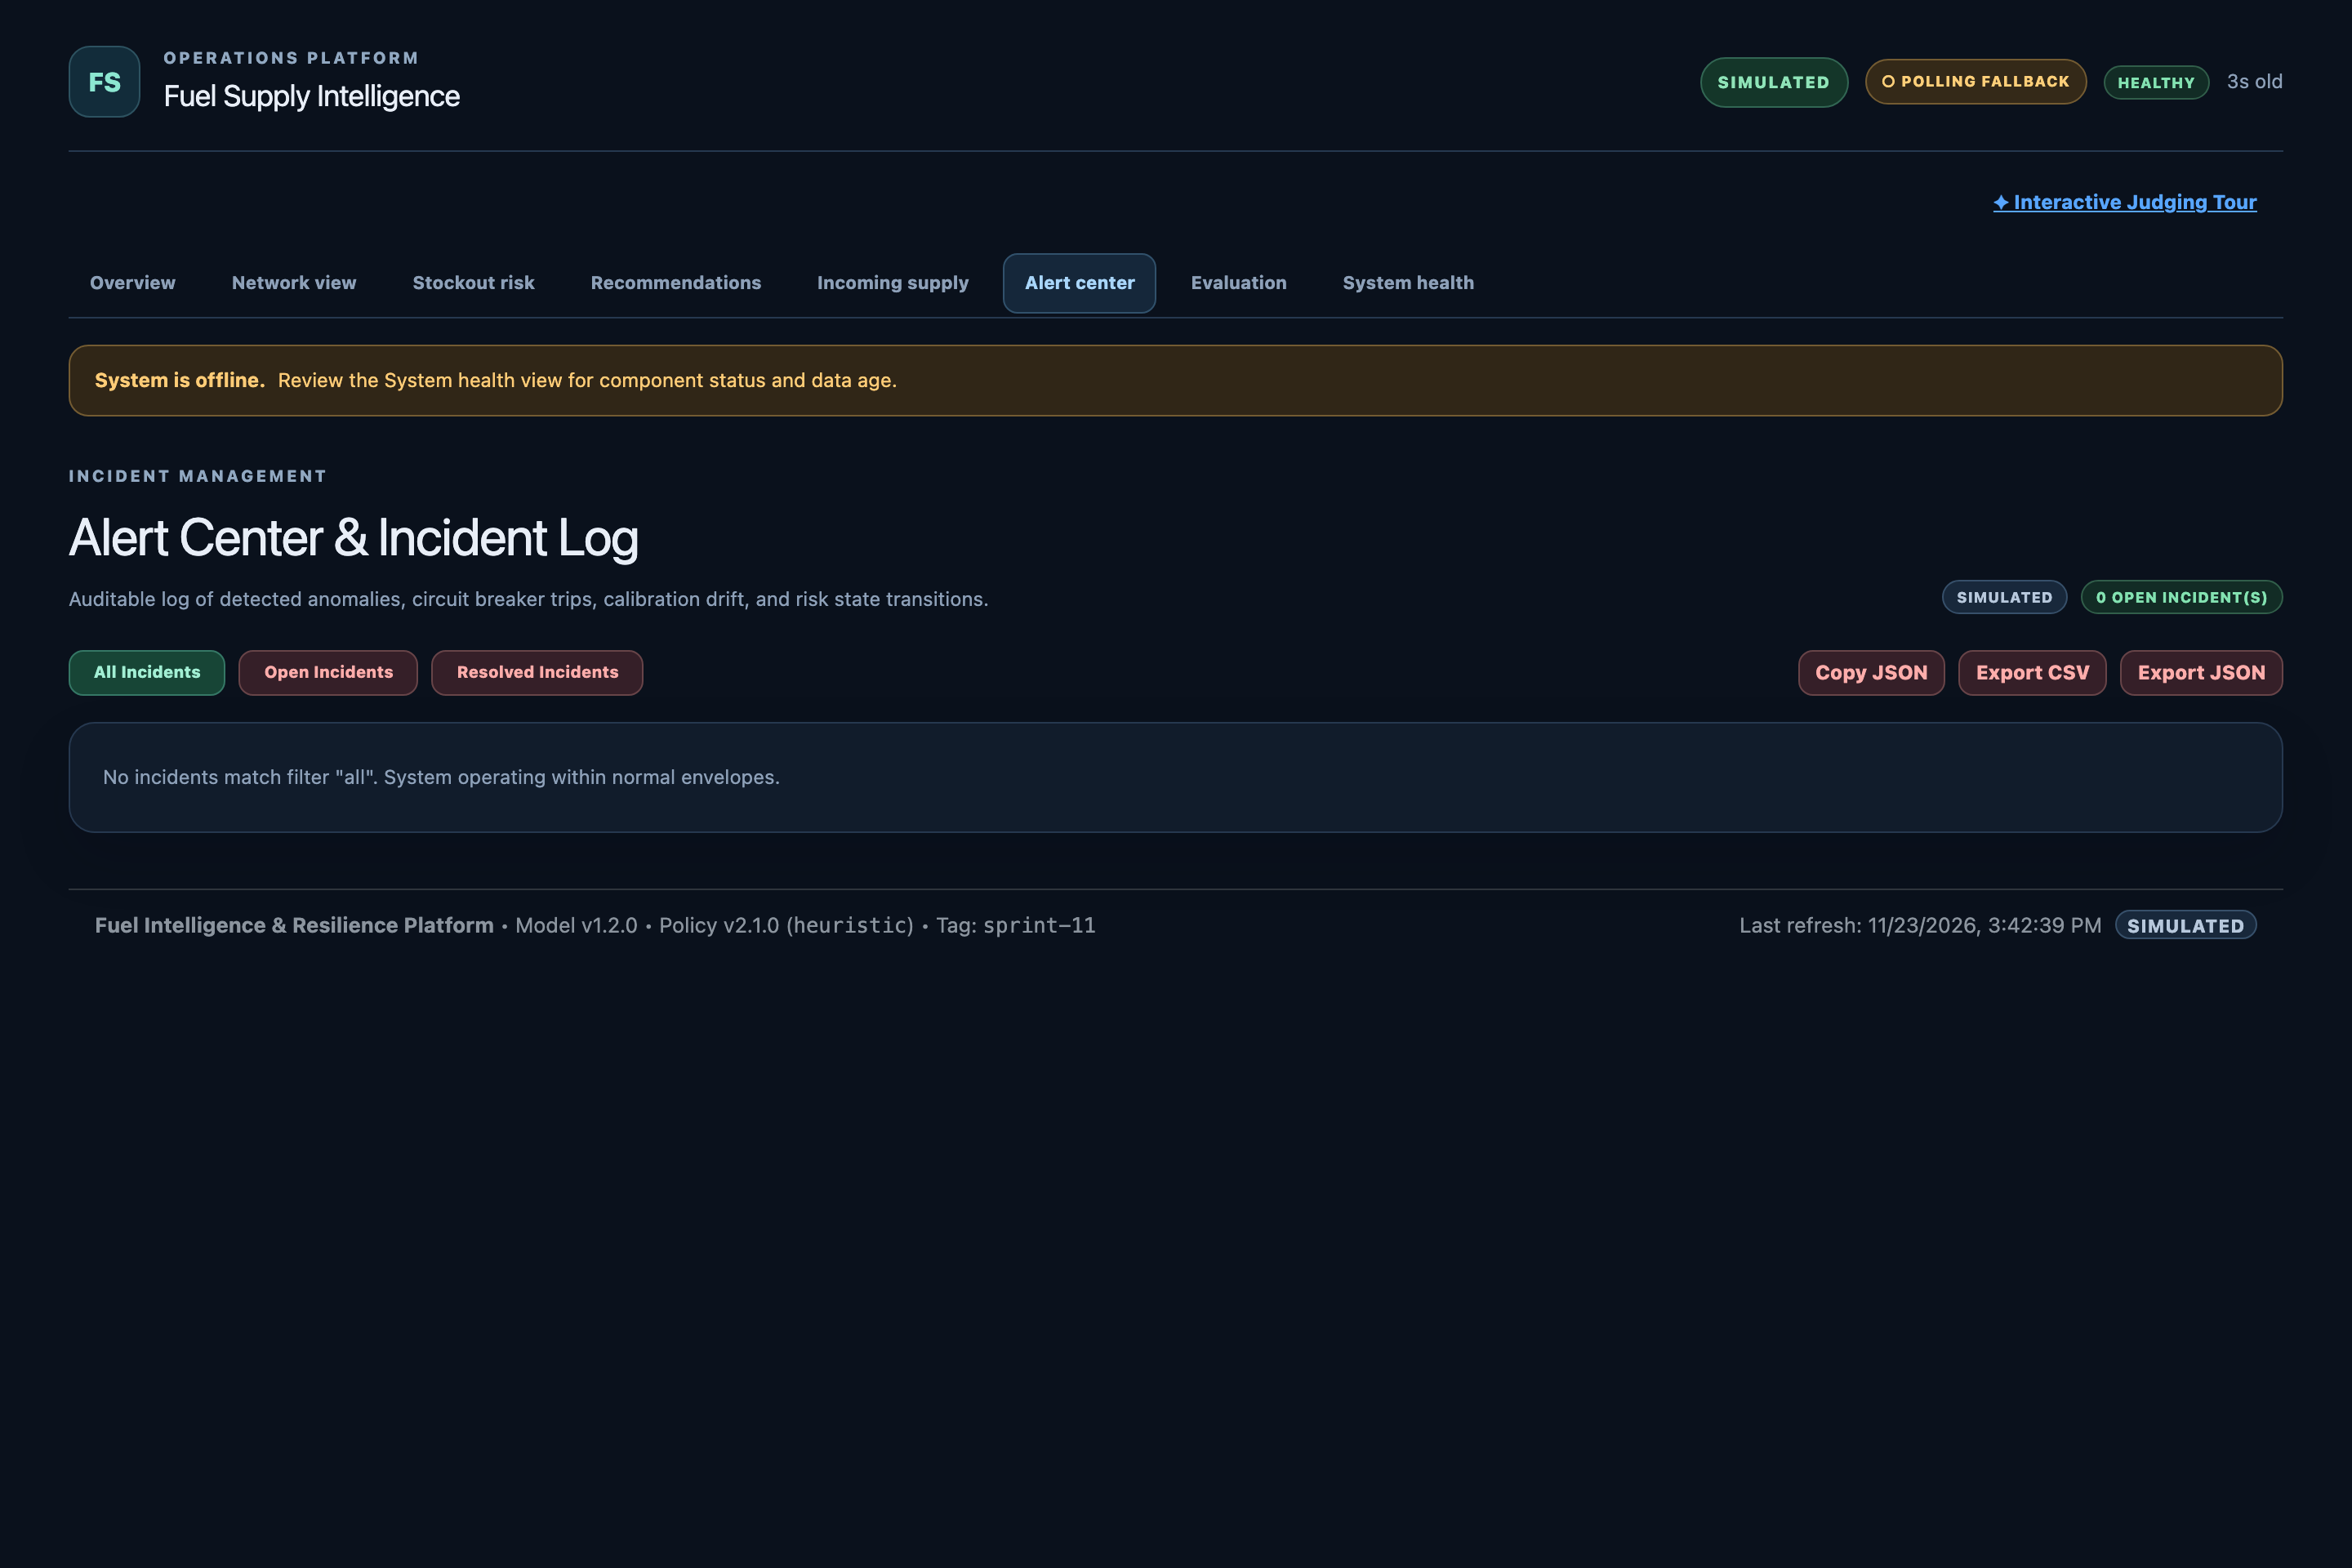 FS
OPERATIONS PLATFORM
Fuel Supply Intelligence
SIMULATED
POLLING FALLBACK
HEALTHY
3s old
✦ Interactive Judging Tour
Overview
Network view
Stockout risk
Recommendations
Incoming supply
Alert center
Evaluation
System health
System is offline. Review the System health view for component status and data age.
INCIDENT MANAGEMENT
Alert Center & Incident Log
Auditable log of detected anomalies, circuit breaker trips, calibration drift, and risk state transitions.
SIMULATED
0 OPEN INCIDENT(S)
All Incidents
Open Incidents
Resolved Incidents
Copy JSON
Export CSV
Export JSON
No incidents match filter "all". System operating within normal envelopes.
Fuel Intelligence & Resilience Platform • Model v1.2.0 • Policy v2.1.0 (heuristic) • Tag: sprint-11
Last refresh: 11/23/2026, 3:42:39 PM
SIMULATED